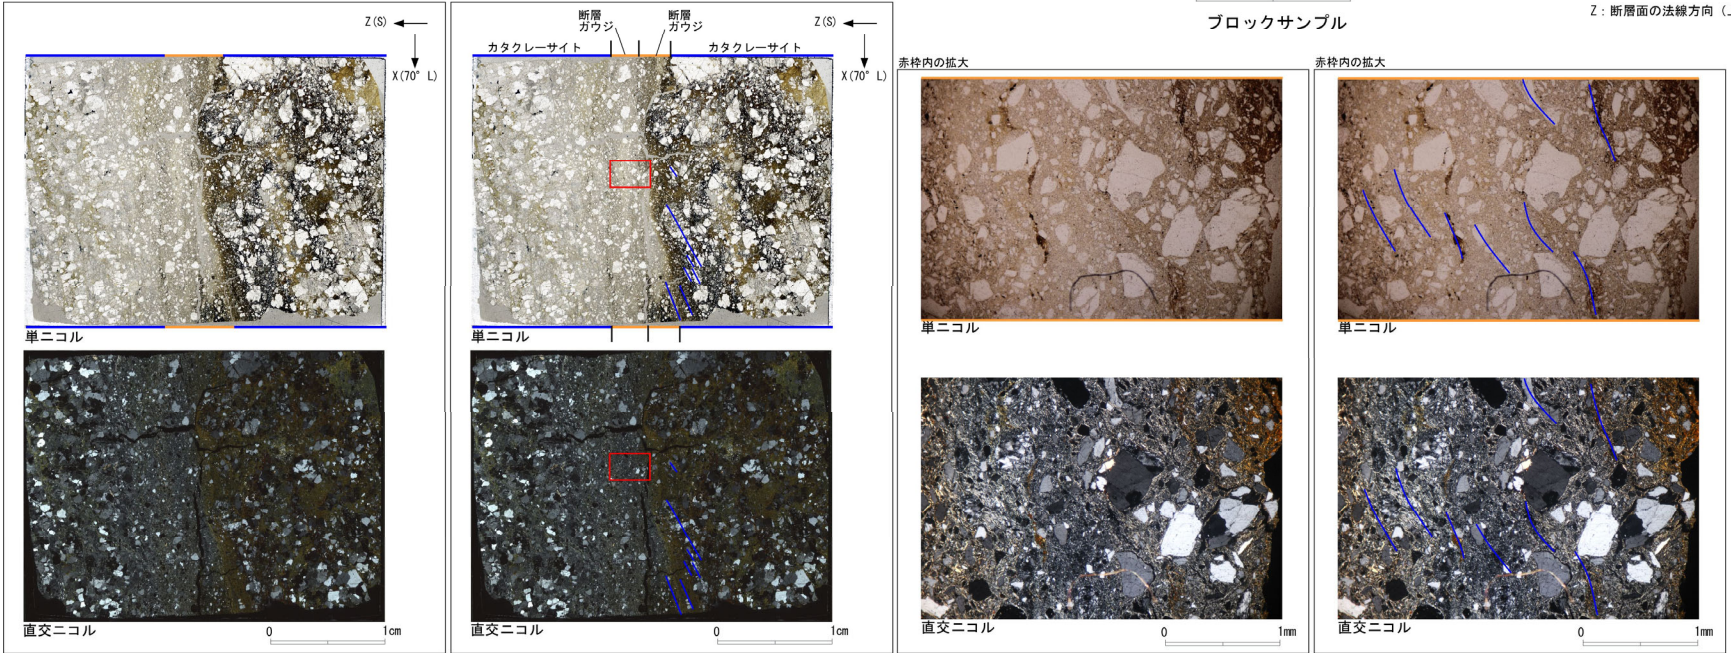 Z(S)
X(70° L)
単ニコル
直交ニコル
0 1cm
断層
ガウジ
断層
ガウジ
カタクレーサイト
カタクレーサイト
Z(S)
X(70° L)
単ニコル
直交ニコル
0 1cm
ブロックサンプル
Z：断層面の法線方向（
赤枠内の拡大
単ニコル
直交ニコル
0 1mm
赤枠内の拡大
単ニコル
直交ニコル
0 1mm